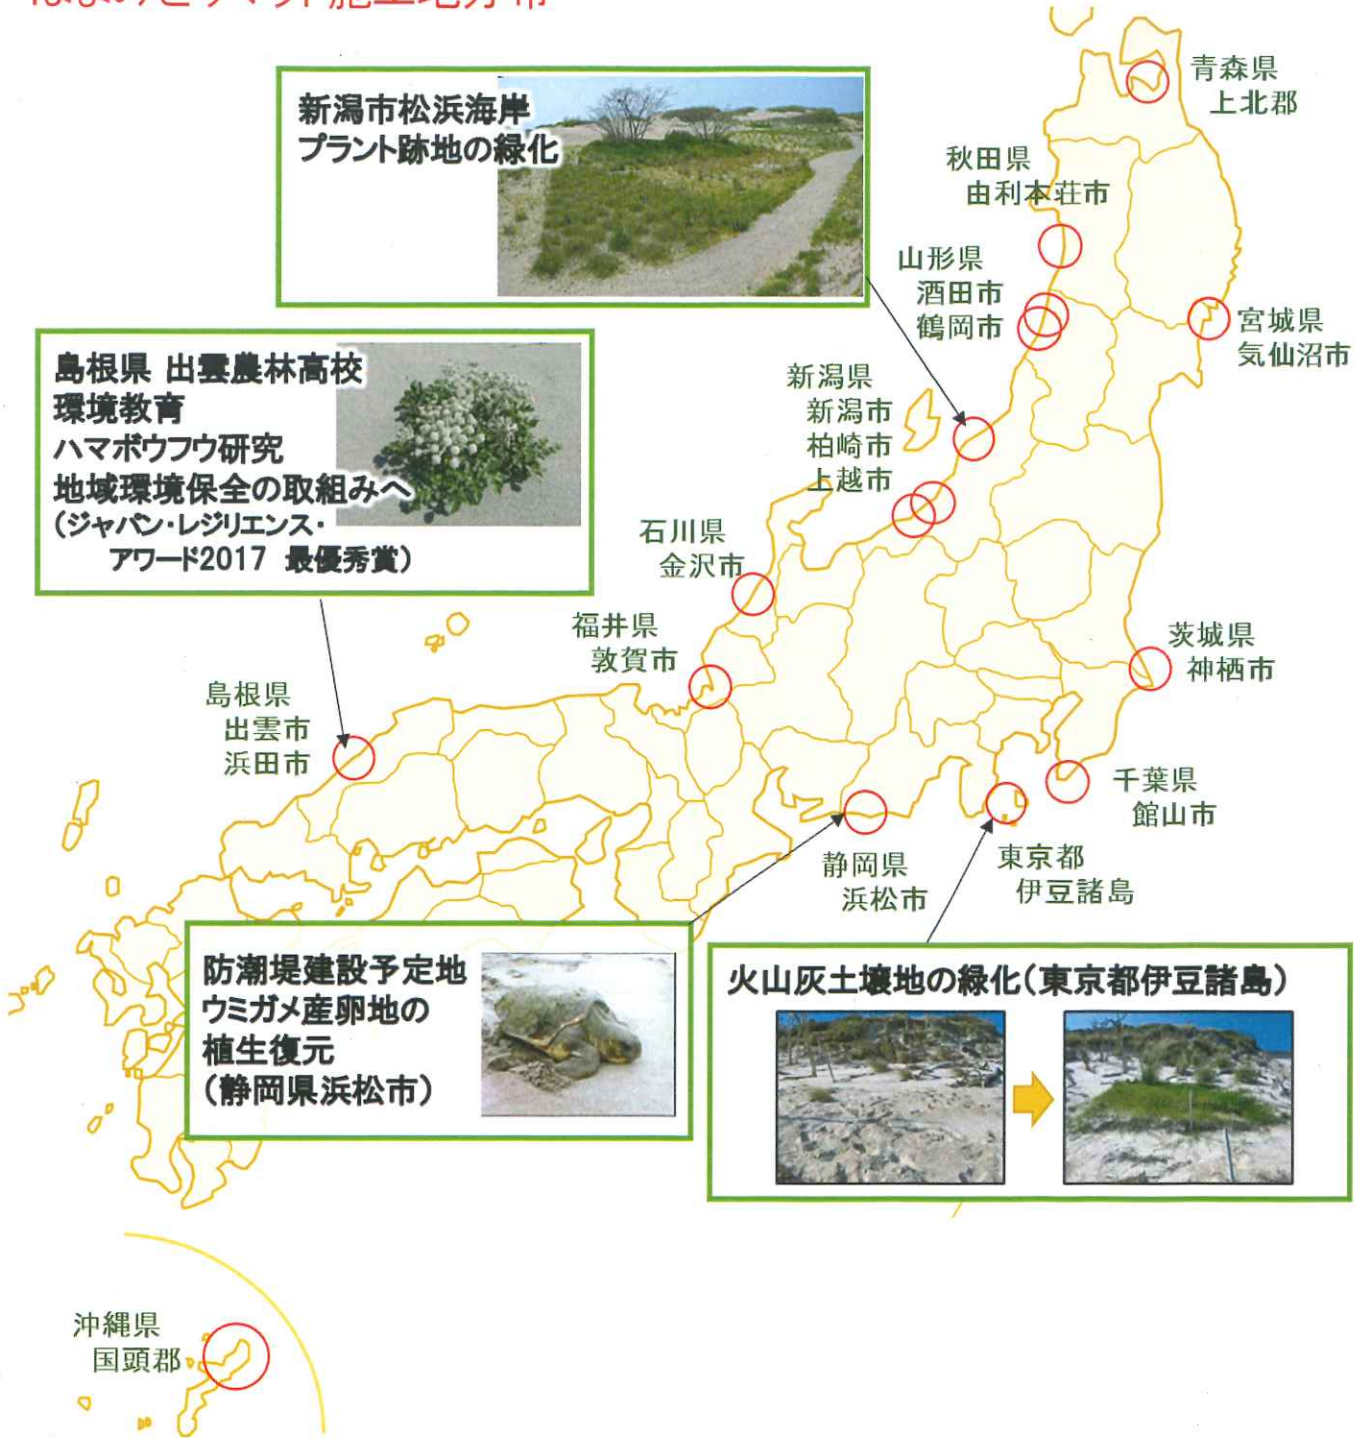 新潟市松浜海岸
プラント跡地の緑化
島根県 出雲農林高校
環境教育
ハマボウフウ研究
地域環境保全の取組みへ
(ジャパン・レジリエンス・
アワード2017 最優秀賞)
青森県
上北郡
秋田県
由利本荘市
山形県
酒田市
鶴岡市
宮城県
気仙沼市
新潟県
新潟市
柏崎市
上越市
石川県
金沢市
福井県
敦賀市
茨城県
神栖市
島根県
出雲市
浜田市
千葉県
館山市
静岡県
浜松市
東京都
伊豆諸島
防潮堤建設予定地
ウミガメ産卵地の
植生復元
(静岡県浜松市)
火山灰土壌地の緑化(東京都伊豆諸島)
沖縄県
国頭郡